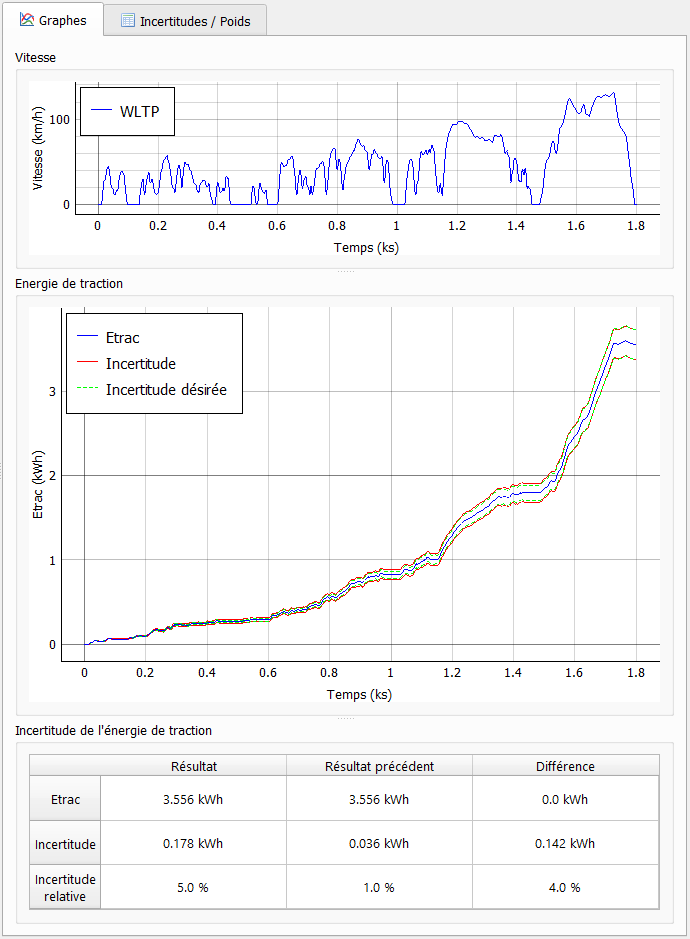 Graphes
Incertitudes / Poids
Vitesse
WLTP
100
0
Vitesse (km/h)
0 0.2 0.4 0.6 0.8 1 1.2 1.4 1.6 1.8
Temps (ks)
Energie de traction
Etrac
Incertitude
Incertitude désirée
3
2
1
0
Etrac (kWh)
0 0.2 0.4 0.6 0.8 1 1.2 1.4 1.6 1.8
Temps (ks)
Incertitude de l'énergie de traction
Résultat Résultat précédent Différence
Etrac 3.556 kWh 3.556 kWh 0.0 kWh
Incertitude 0.178 kWh 0.036 kWh 0.142 kWh
Incertitude
relative 5.0 % 1.0 % 4.0 %